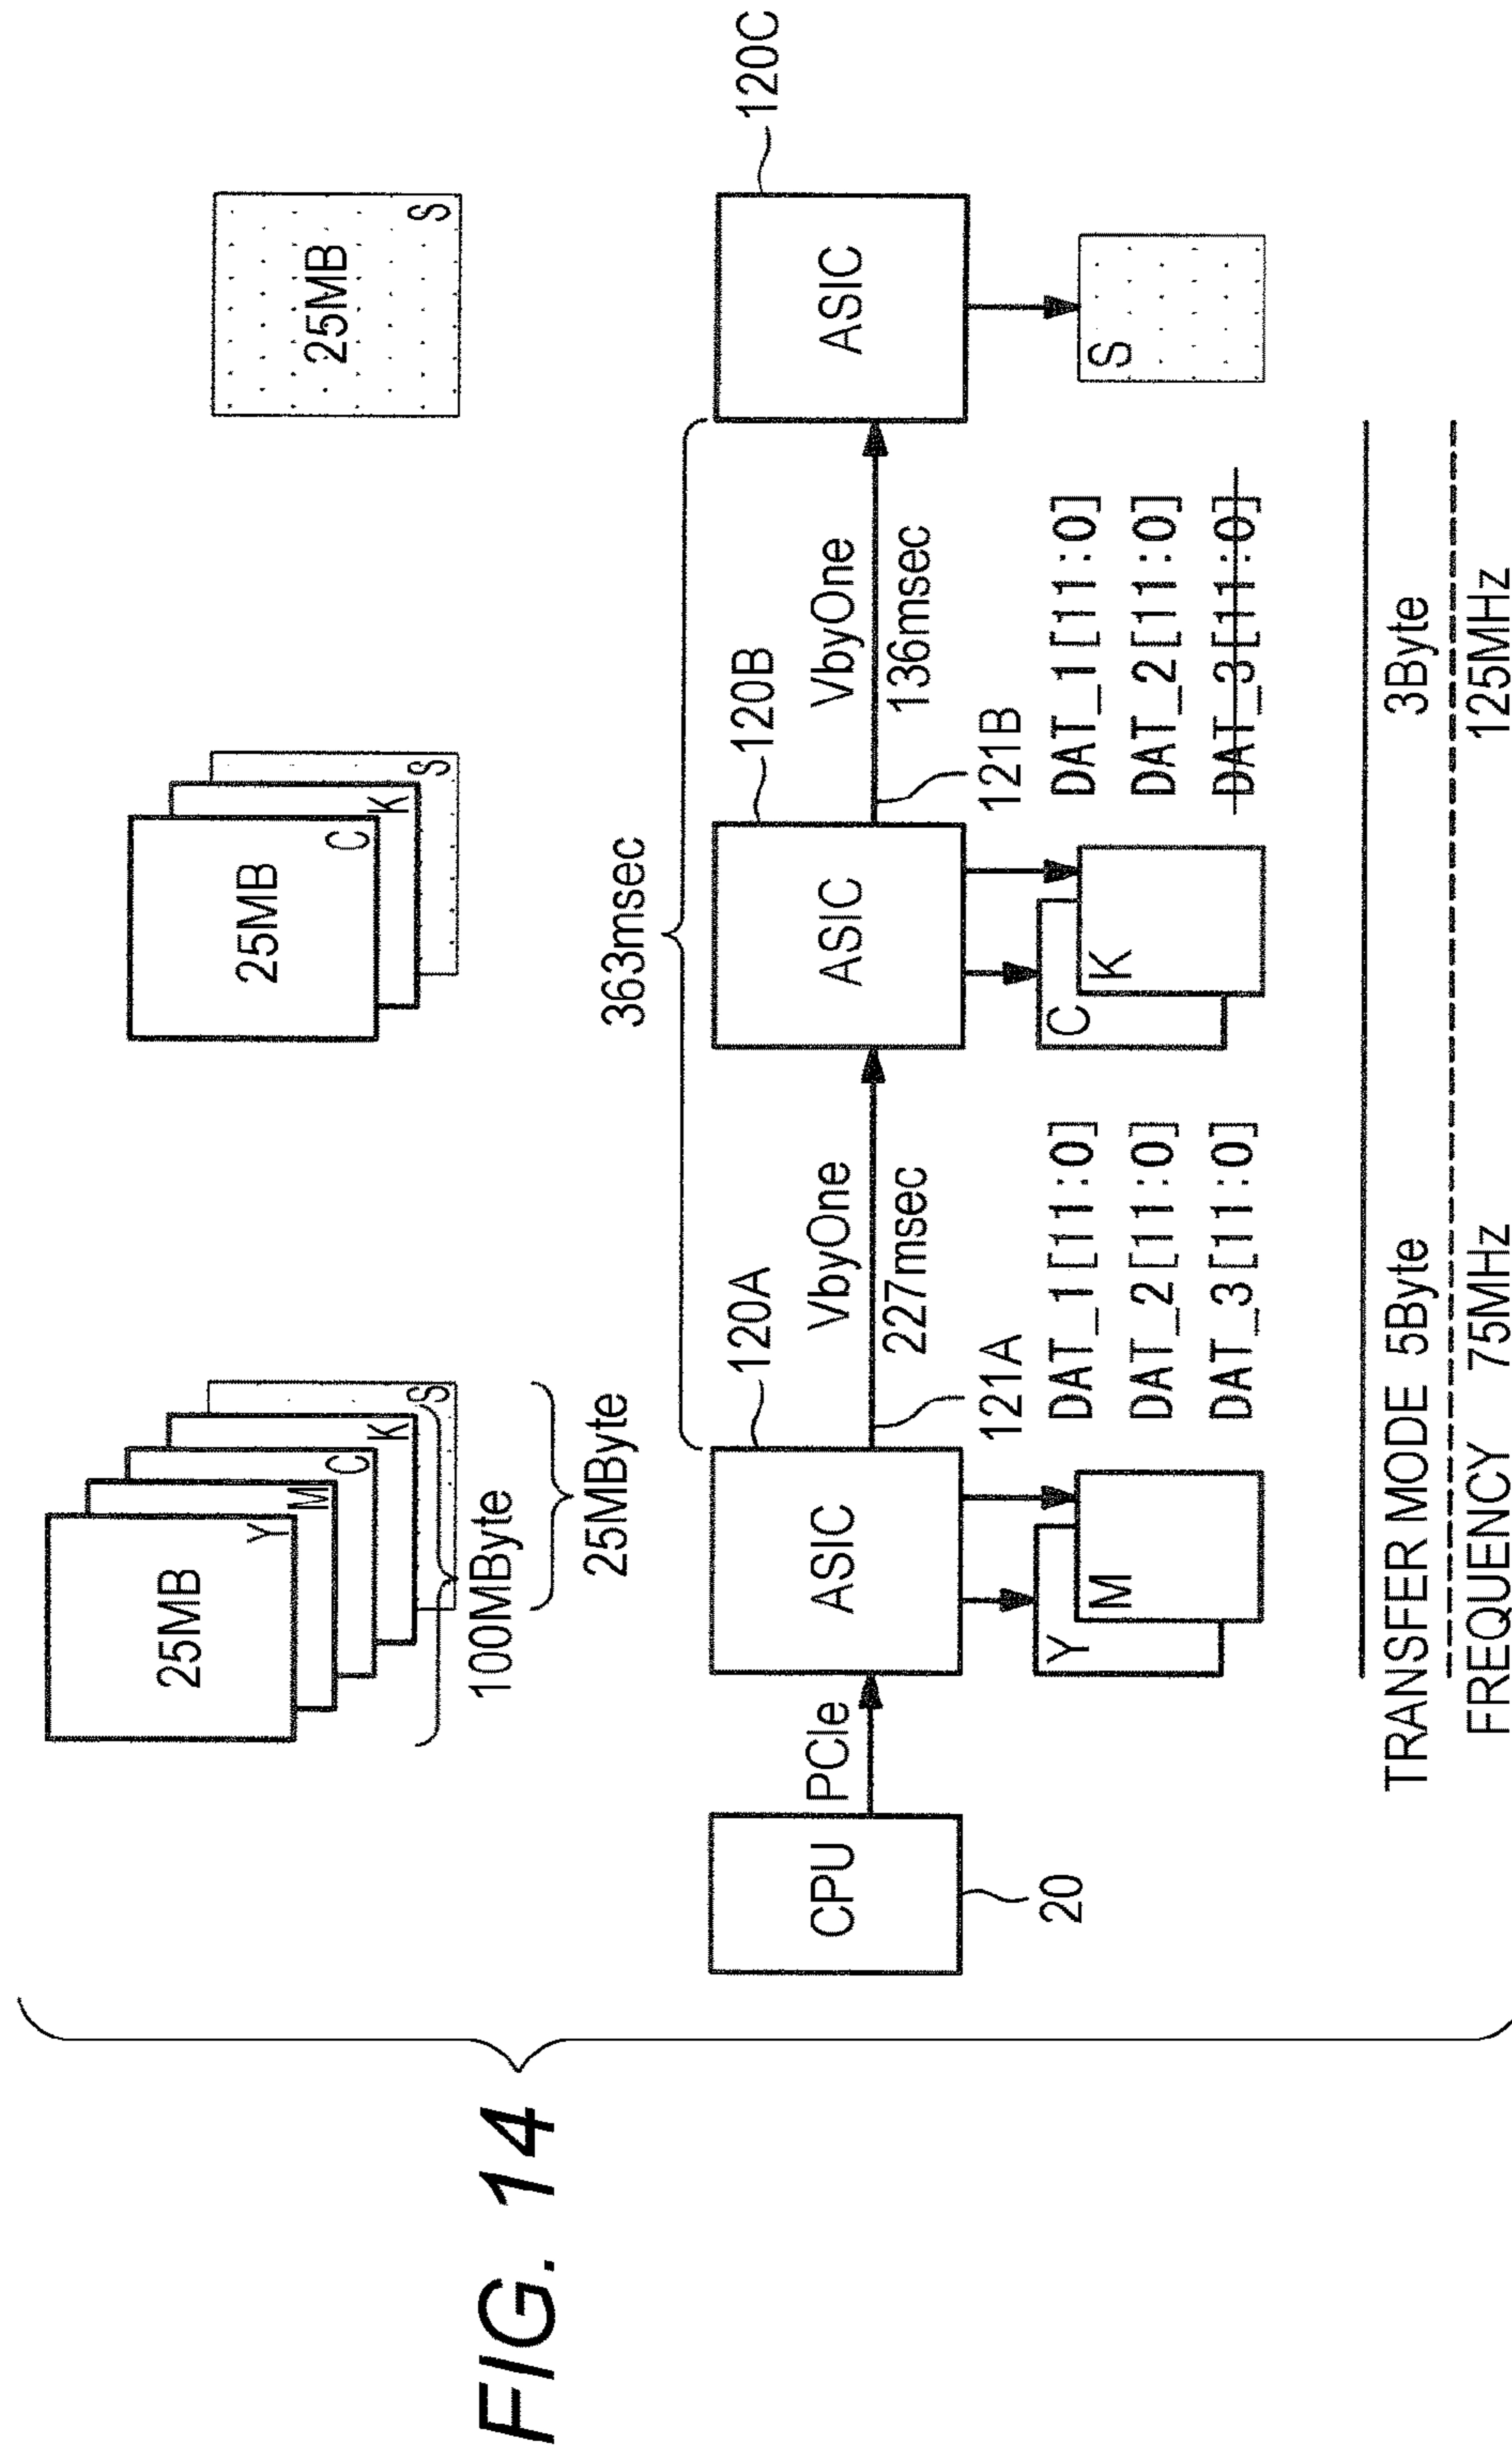 FIG. 14
25MB
Y
M
C
K
S
100MByte
25MByte
25MB
C
K
S
25MB
S
363msec
CPU
20
PCIe
ASIC
120A
VbyOne
227msec
121A
ASIC
120B
VbyOne
136msec
121B
ASIC
120C
Y
M
DAT_1[11:0]
DAT_2[11:0]
DAT_3[11:0]
C
K
DAT_1[11:0]
DAT_2[11:0]
DAT_3[11:0]
S
TRANSFER MODE 5Byte 3Byte
FREQUENCY 75MHz 125MHz